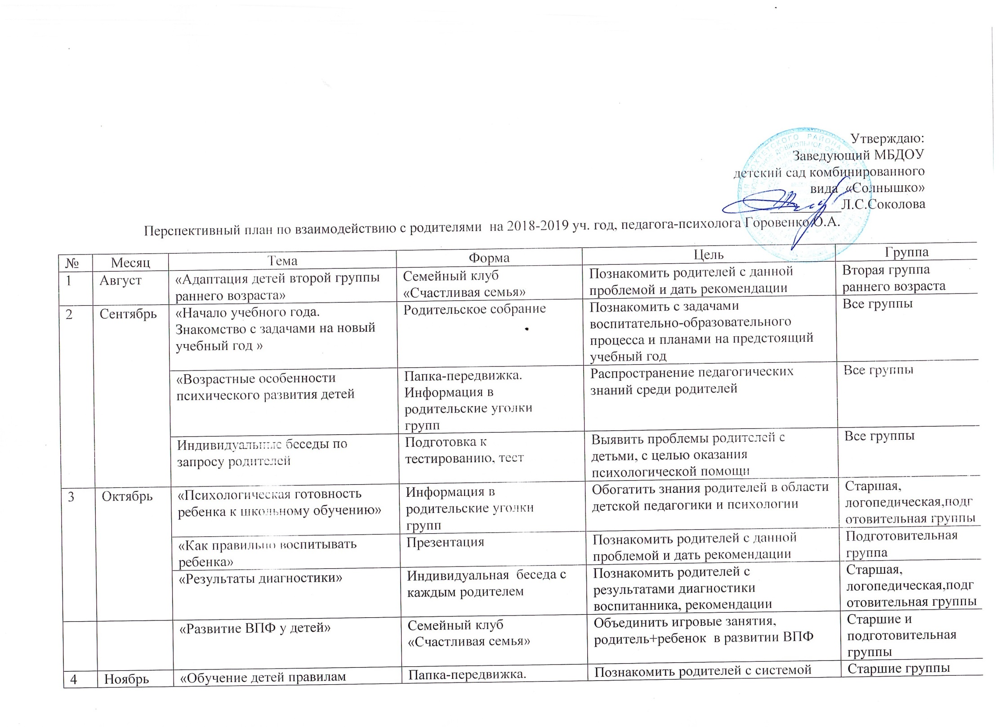 Утверждаю:
Заведующий МБДОУ
детский сад комбинированного
вида «Солнышко»
___________Л.С.Соколова
Перспективный план по взаимодействию с родителями на 2018-2019 уч. год, педагога-психолога Горовенко О.А.
№ Месяц Тема Форма Цель Группа
1 Август «Адаптация детей второй группы
раннего возраста»
Семейный клуб
«Счастливая семья»
Познакомить родителей с данной
проблемой и дать рекомендации
Вторая группа
раннего возраста
2 Сентябрь «Начало учебного года.
Знакомство с задачами на новый
учебный год »
Родительское собрание
Познакомить с задачами
воспитательно-образовательного
процесса и планами на предстоящий
учебный год
Все группы
«Возрастные особенности
психического развития детей
Папка-передвижка.
Информация в
родительские уголки
групп
Распространение педагогических
знаний среди родителей
Все группы
Индивидуальные беседы по
запросу родителей
Подготовка к
тестированию, тест
Выявить проблемы родителей с
детьми, с целью оказания
психологической помощи
Все группы
3 Октябрь «Психологическая готовность
ребенка к школьному обучению»
Информация в
родительские уголки
групп
Обогатить знания родителей в области
детской педагогики и психологии
Старшая,
логопедическая,подг
отовительная группы
«Как правильно воспитывать
ребенка»
Презентация
Познакомить родителей с данной
проблемой и дать рекомендации
Подготовительная
группа
«Результаты диагностики»
Индивидуальная беседа с
каждым родителем
Познакомить родителей с
результатами диагностики
воспитанника, рекомендации
Старшая,
логопедическая,подг
отовительная группы
«Развитие ВПФ у детей»
Семейный клуб
«Счастливая семья»
Объединить игровые занятия,
родитель+ребенок в развитии ВПФ
Старшие и
подготовительная
группы
4 Ноябрь «Обучение детей правилам
Папка-передвижка.
Познакомить родителей с системой
Старшие группы